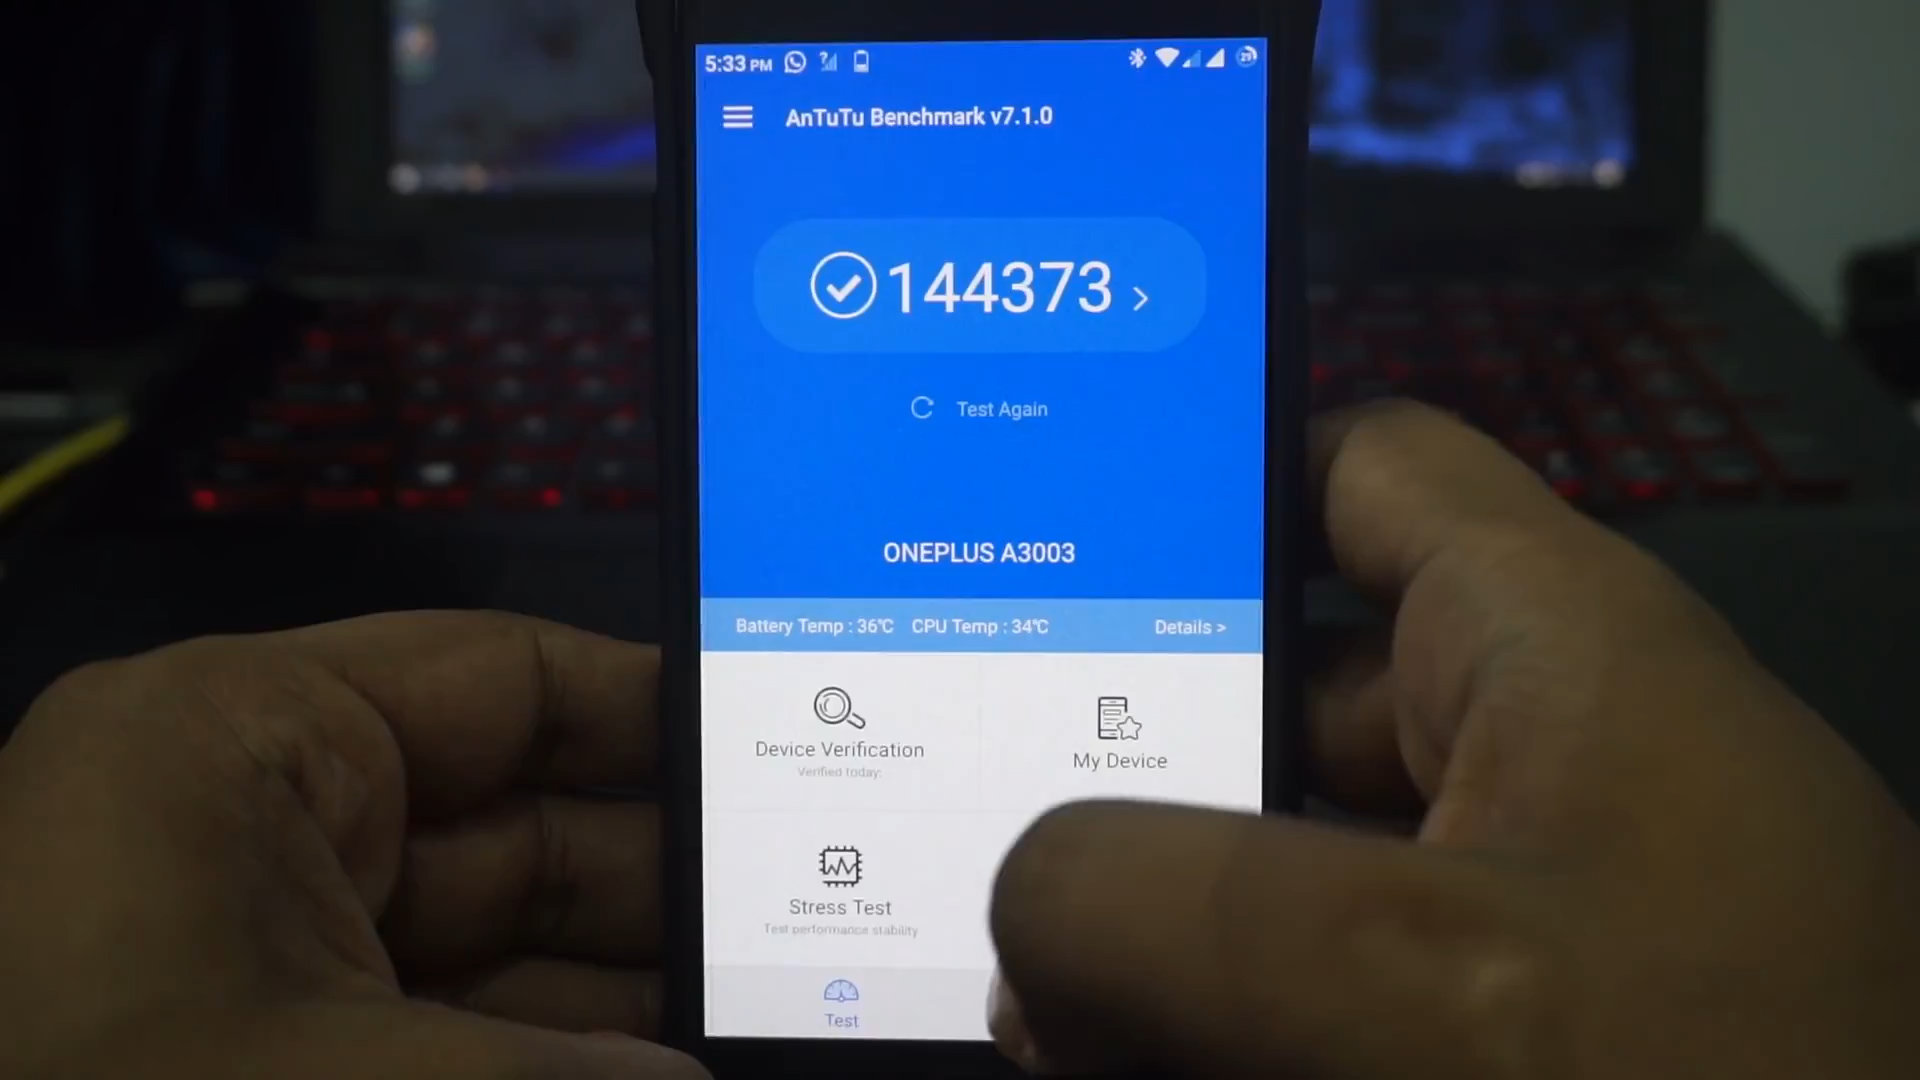 5:33 PM
29
AnTuTu Benchmark v7.1.0
144373 >
Test Again
ONEPLUS A3003
Battery Temp : 36℃ CPU Temp : 34℃ Details >
Device Verification
Verified today:
My Device
Stress Test
Test performance stability
Test